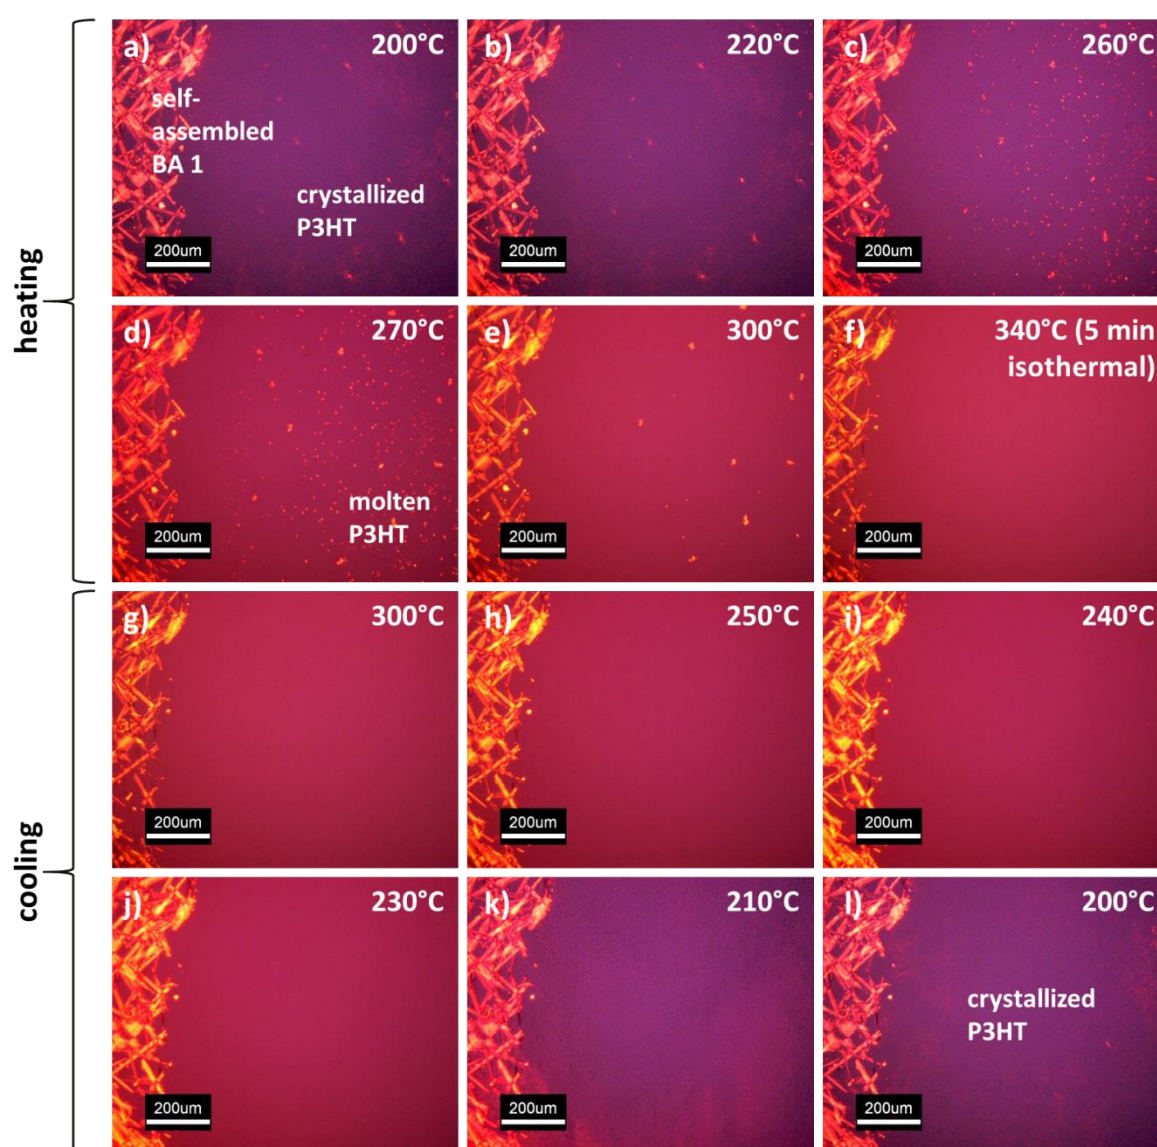 heating
a)
200°C
self-
assembled
BA 1
crystallized
P3HT
200um
b)
220°C
200um
c)
260°C
200um
d)
270°C
molten
P3HT
200um
e)
300°C
200um
f)
340°C (5 min
isothermal)
200um
cooling
g)
300°C
200um
h)
250°C
200um
i)
240°C
200um
j)
230°C
200um
k)
210°C
200um
l)
200°C
crystallized
P3HT
200um